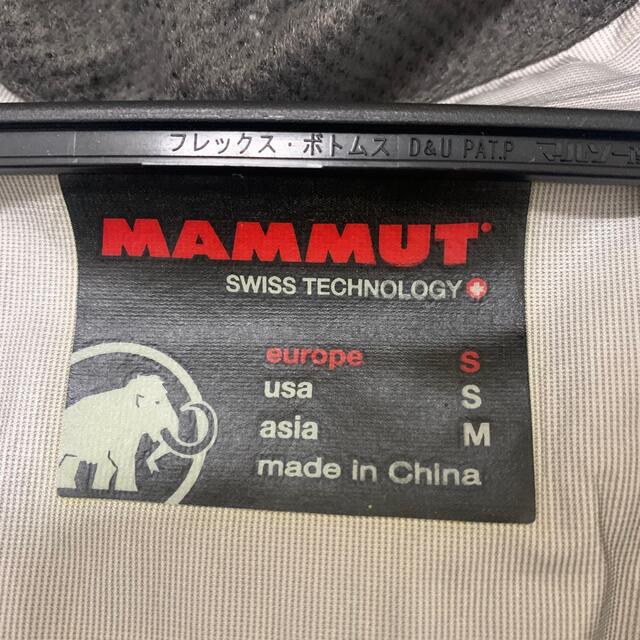 フレックス・ボトムス D&U PAT.P
MAMMUT
SWISS TECHNOLOGY
europe S
usa S
asia M
made in China